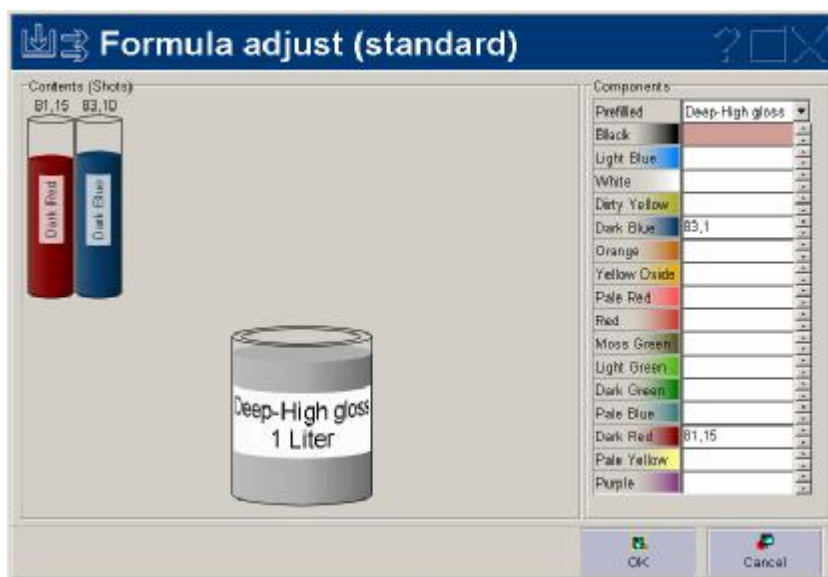 Formula adjust (standard)
Contents (Shots)
81,15 83,10
Dark Red
Dark Blue
Deep-High gloss
1 Liter
Components
Prefilled Deep-High gloss
Black
Light Blue
White
Dirty Yellow
Dark Blue 83,1
Orange
Yellow Oxide
Pale Red
Red
Moss Green
Light Green
Dark Green
Pale Blue
Dark Red 81,15
Pale Yellow
Purple
OK
Cancel